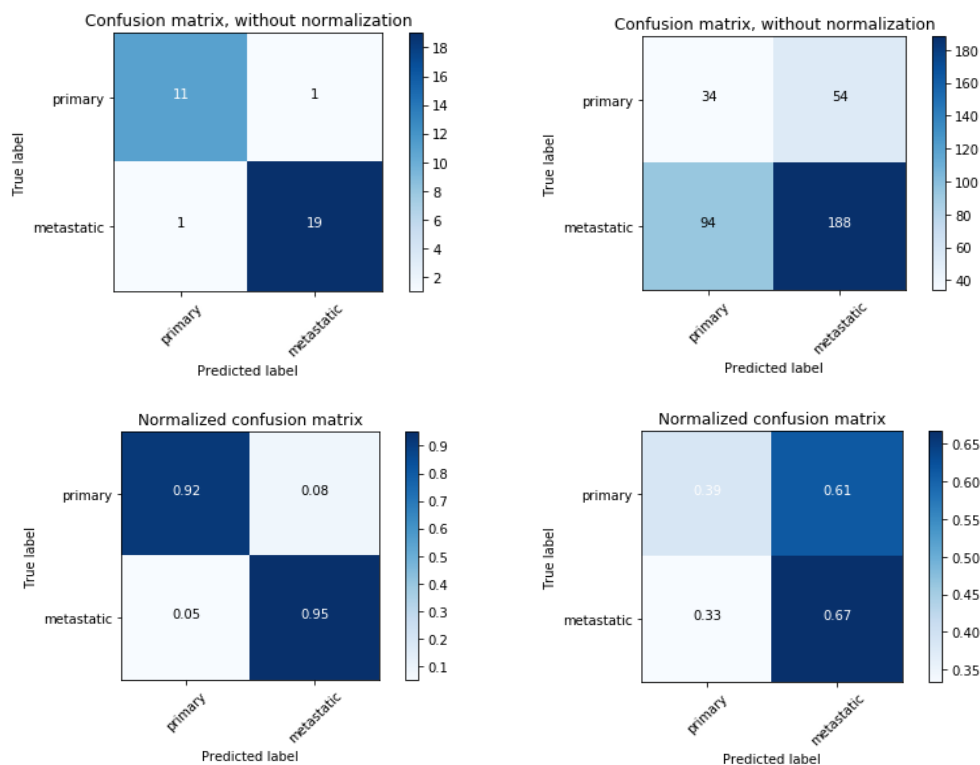 Confusion matrix, without normalization
True label
primary
metastatic
11
1
1
19
primary
metastatic
Predicted label
18
16
14
12
10
8
6
4
2
Confusion matrix, without normalization
True label
primary
metastatic
34
54
94
188
primary
metastatic
Predicted label
180
160
140
120
100
80
60
40
Normalized confusion matrix
True label
primary
metastatic
0.92
0.08
0.05
0.95
primary
metastatic
Predicted label
0.9
0.8
0.7
0.6
0.5
0.4
0.3
0.2
0.1
Normalized confusion matrix
True label
primary
metastatic
0.39
0.61
0.33
0.67
primary
metastatic
Predicted label
0.65
0.60
0.55
0.50
0.45
0.40
0.35